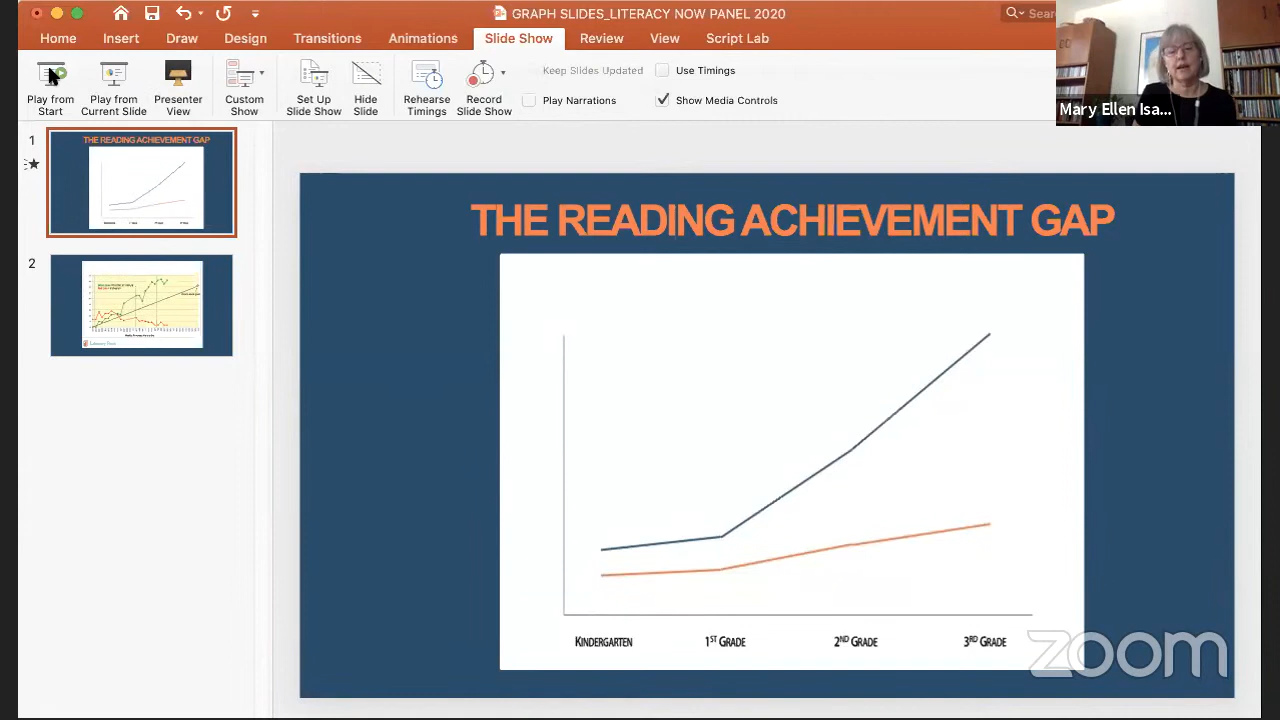 GRAPH SLIDES_LITERACY NOW PANEL 2020
Sear
Home Insert Draw Design Transitions Animations Slide Show Review View Script Lab
Play from Start
Play from Current Slide
Presenter View
Custom Show
Set Up Slide Show
Hide Slide
Rehearse Timings
Record Slide Show
Keep Slides Updated
Use Timings
Play Narrations
Show Media Controls
Mary Ellen Isa...
1
THE READING ACHIEVEMENT GAP
2
THE READING ACHIEVEMENT GAP
KINDERGARTEN 1ST GRADE 2ND GRADE 3RD GRADE
zoom